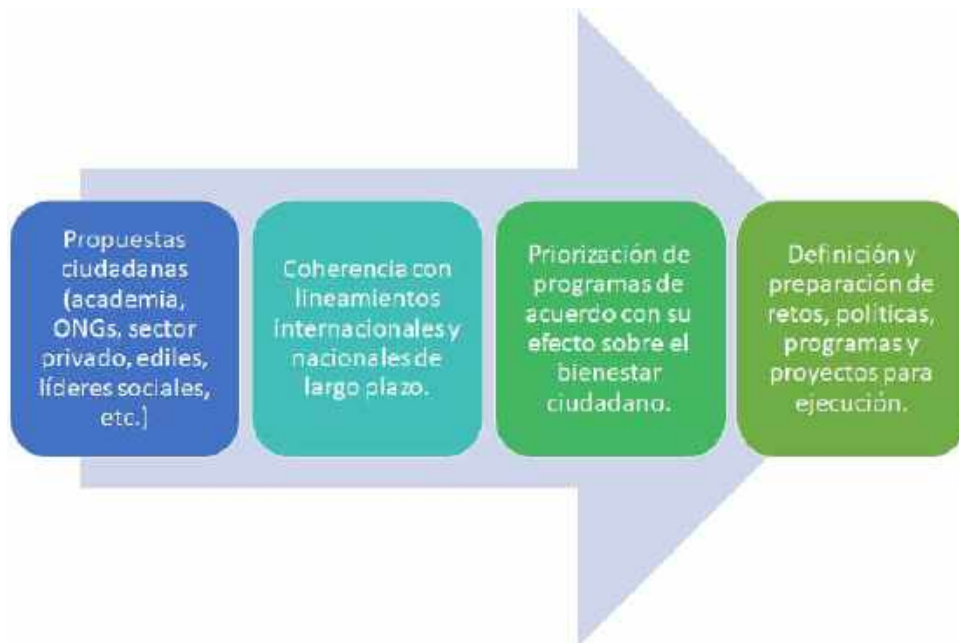 Propuestas
ciudadanas
(academia,
ONGs, sector
privado, ediles,
líderes sociales,
etc.)
Coherencia con
lineamientos
internacionales y
nacionales de
largo plazo.
Priorización de
programas de
acuerdo con su
efecto sobre el
bienestar
ciudadano.
Definición y
preparación de
retos, políticas,
programas y
proyectos para
ejecución.